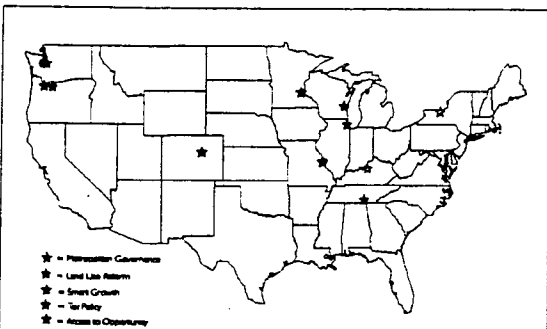 ★ = Metropolitan Governance
★ = Land Use Reform
★ = Smart Growth
★ = Tax Policy
★ = Access to Opportunity